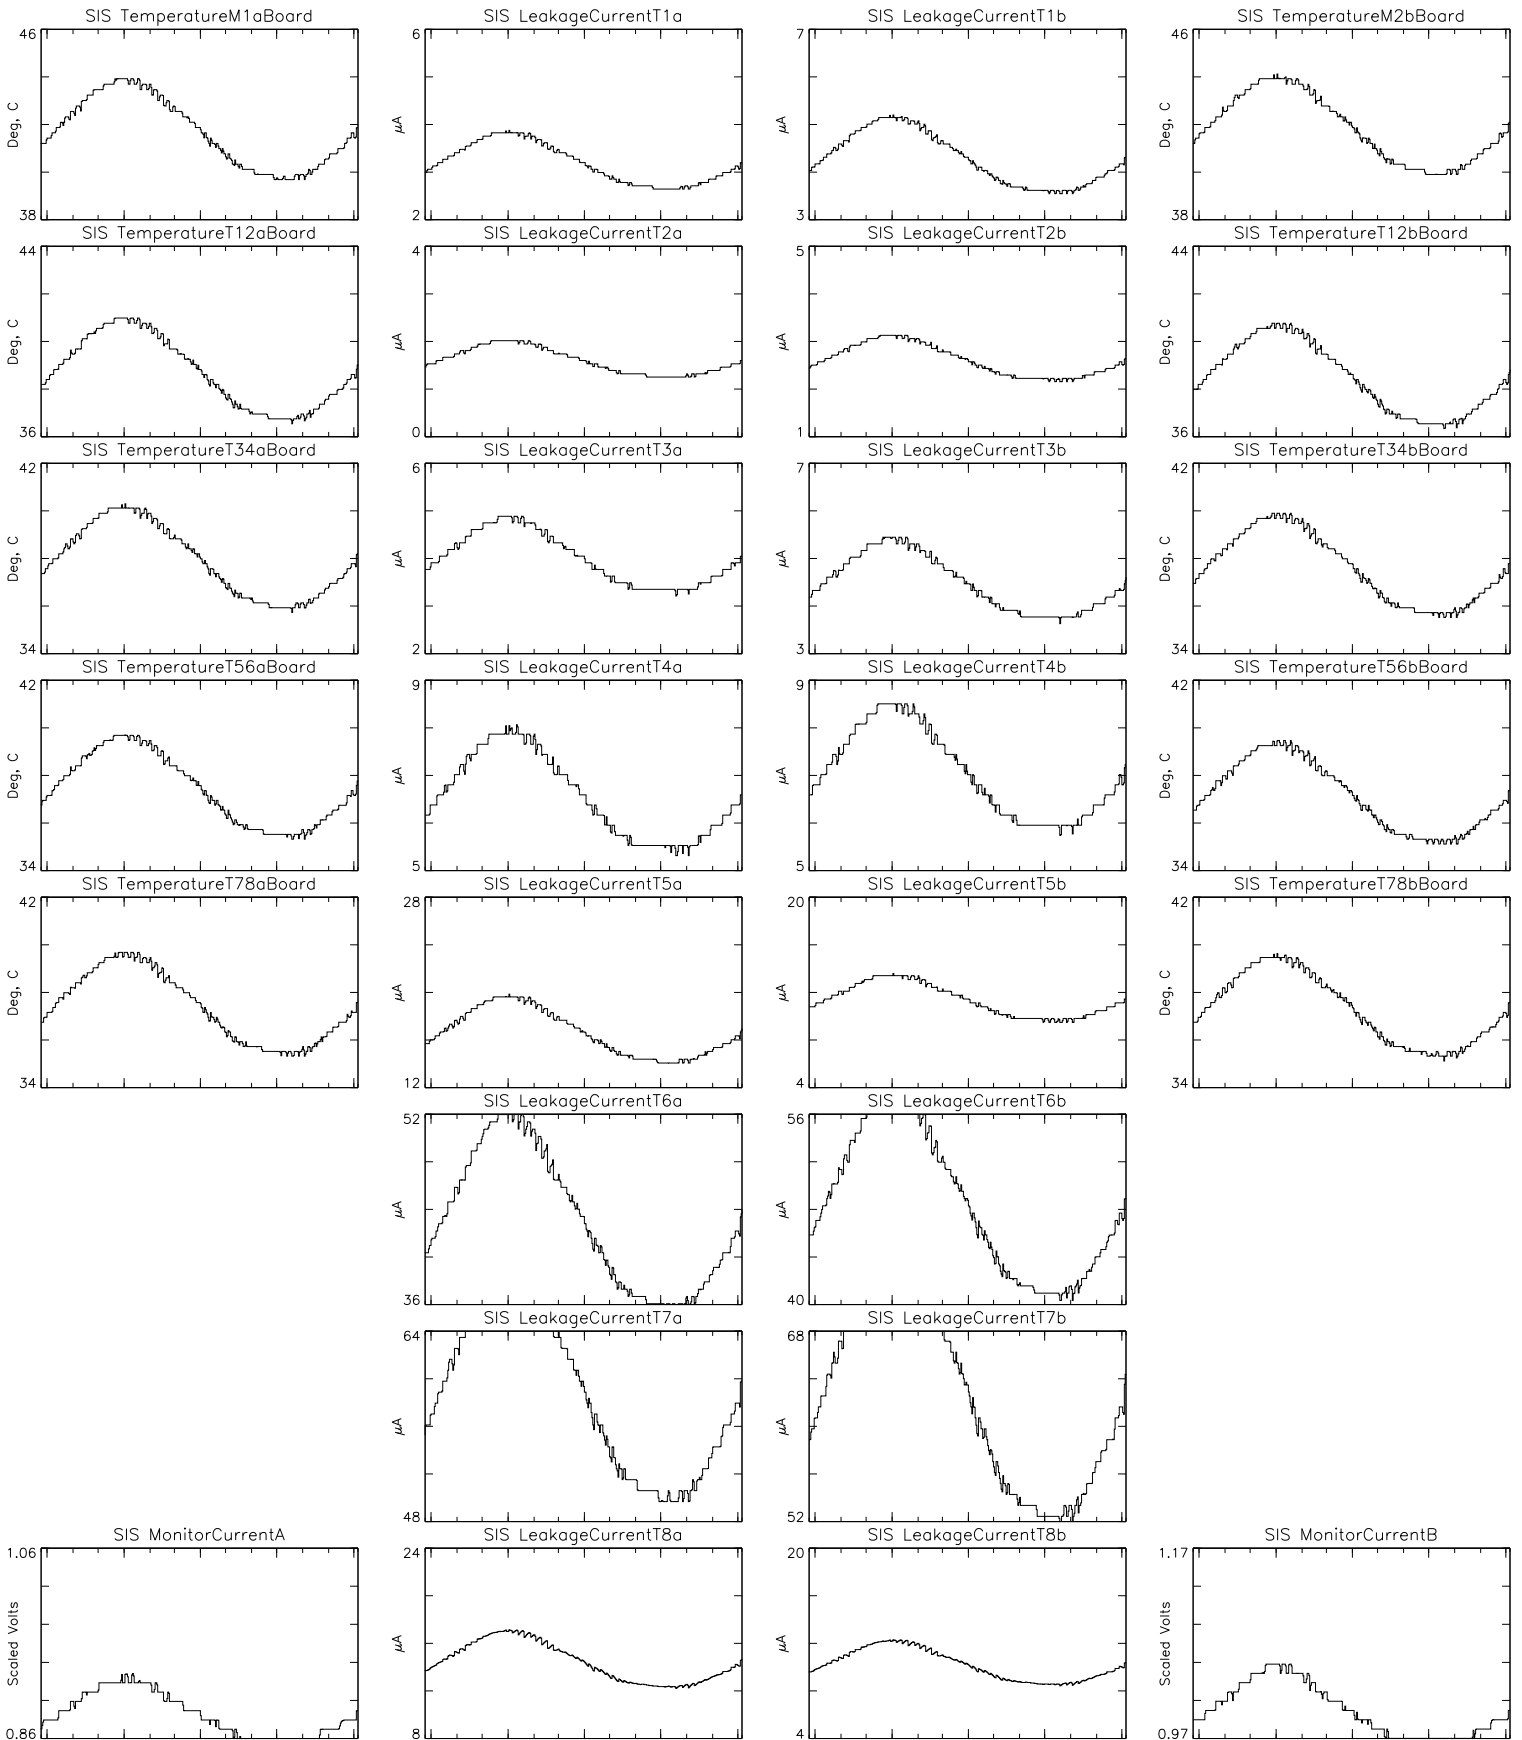 SIS TemperatureM1aBoard SIS LeakageCurrentT1a SIS LeakageCurrentT1b SIS TemperatureM2bBoard
46 6 7 46
Deg, C μA μA Deg, C
38 2 3 38
SIS TemperatureT12aBoard SIS LeakageCurrentT2a SIS LeakageCurrentT2b SIS TemperatureT12bBoard
44 4 5 44
Deg, C μA μA Deg, C
36 0 1 36
SIS TemperatureT34aBoard SIS LeakageCurrentT3a SIS LeakageCurrentT3b SIS TemperatureT34bBoard
42 6 7 42
Deg, C μA μA Deg, C
34 2 3 34
SIS TemperatureT56aBoard SIS LeakageCurrentT4a SIS LeakageCurrentT4b SIS TemperatureT56bBoard
42 9 9 42
Deg, C μA μA Deg, C
34 5 5 34
SIS TemperatureT78aBoard SIS LeakageCurrentT5a SIS LeakageCurrentT5b SIS TemperatureT78bBoard
42 28 20 42
Deg, C μA μA Deg, C
34 12 4 34
SIS LeakageCurrentT6a SIS LeakageCurrentT6b
52 56
μA μA
36 40
SIS LeakageCurrentT7a SIS LeakageCurrentT7b
64 68
μA μA
48 52
SIS MonitorCurrentA SIS LeakageCurrentT8a SIS LeakageCurrentT8b SIS MonitorCurrentB
1.06 24 20 1.17
Scaled Volts μA μA Scaled Volts
0.86 8 4 0.97